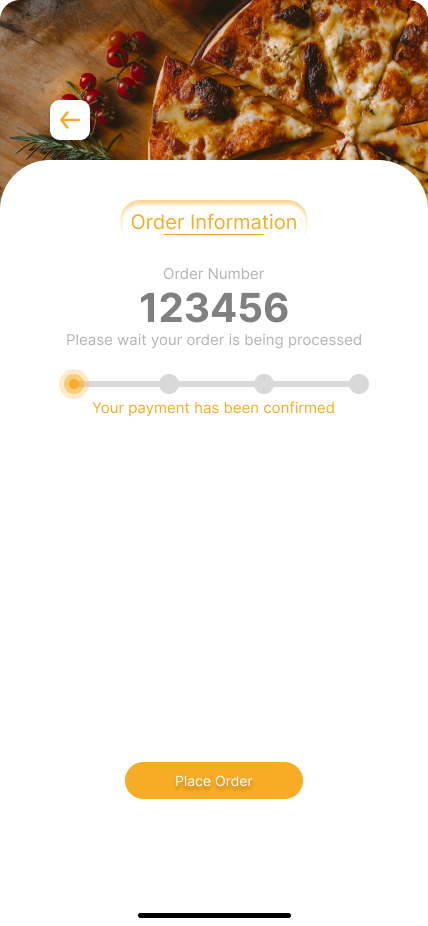 Order Information
Order Number
123456
Please wait your order is being processed
Your payment has been confirmed
Place Order